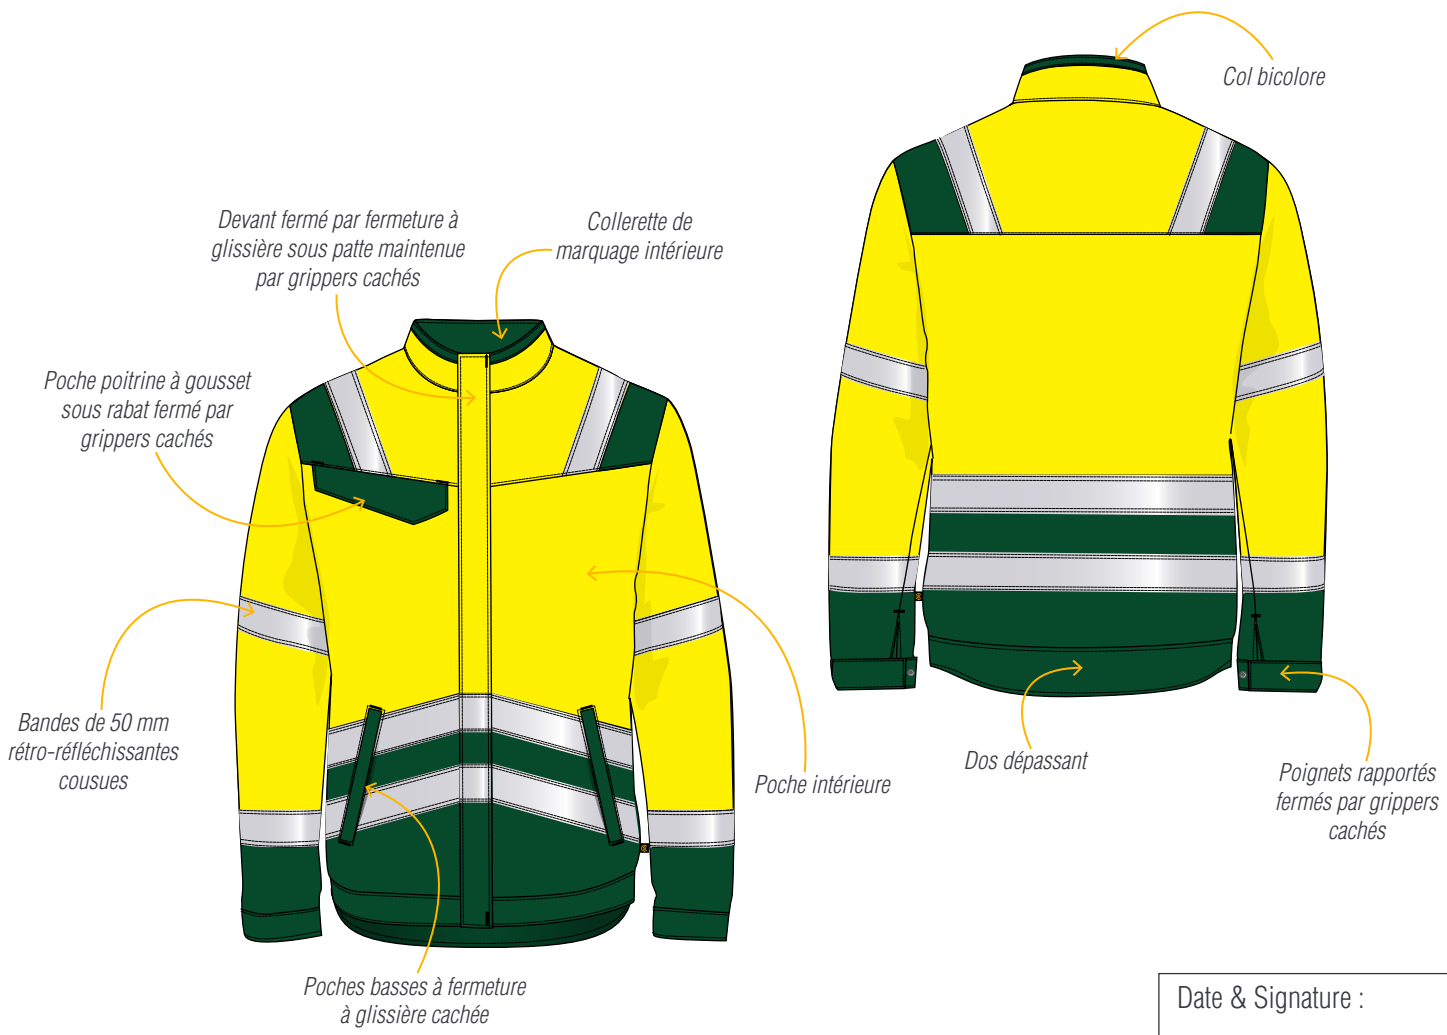 Col bicolore
Devant fermé par fermeture à
glissière sous patte maintenue
par grippers cachés
Collerette de
marquage intérieure
Poche poitrine à gousset
sous rabat fermé par
grippers cachés
Bandes de 50 mm
rétro-réfléchissantes
cousues
Poche intérieure
Dos dépassant
Poignets rapportés
fermés par grippers
cachés
Poches basses à fermeture
à glissière cachée
Date & Signature :